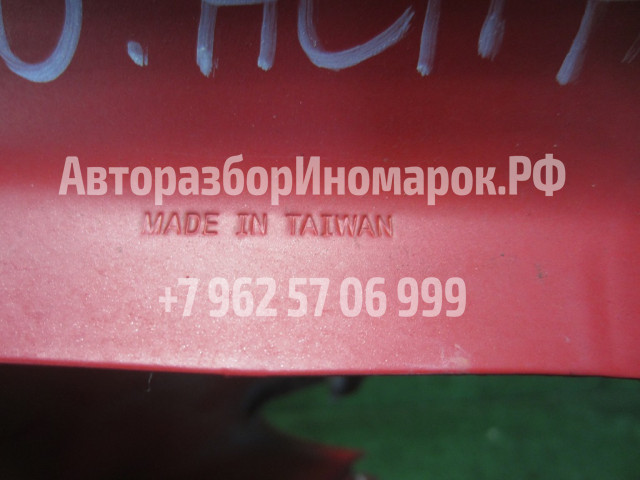 АвторазборИномарок.РФ
MADE IN TAIWAN
+7 962 57 06 999